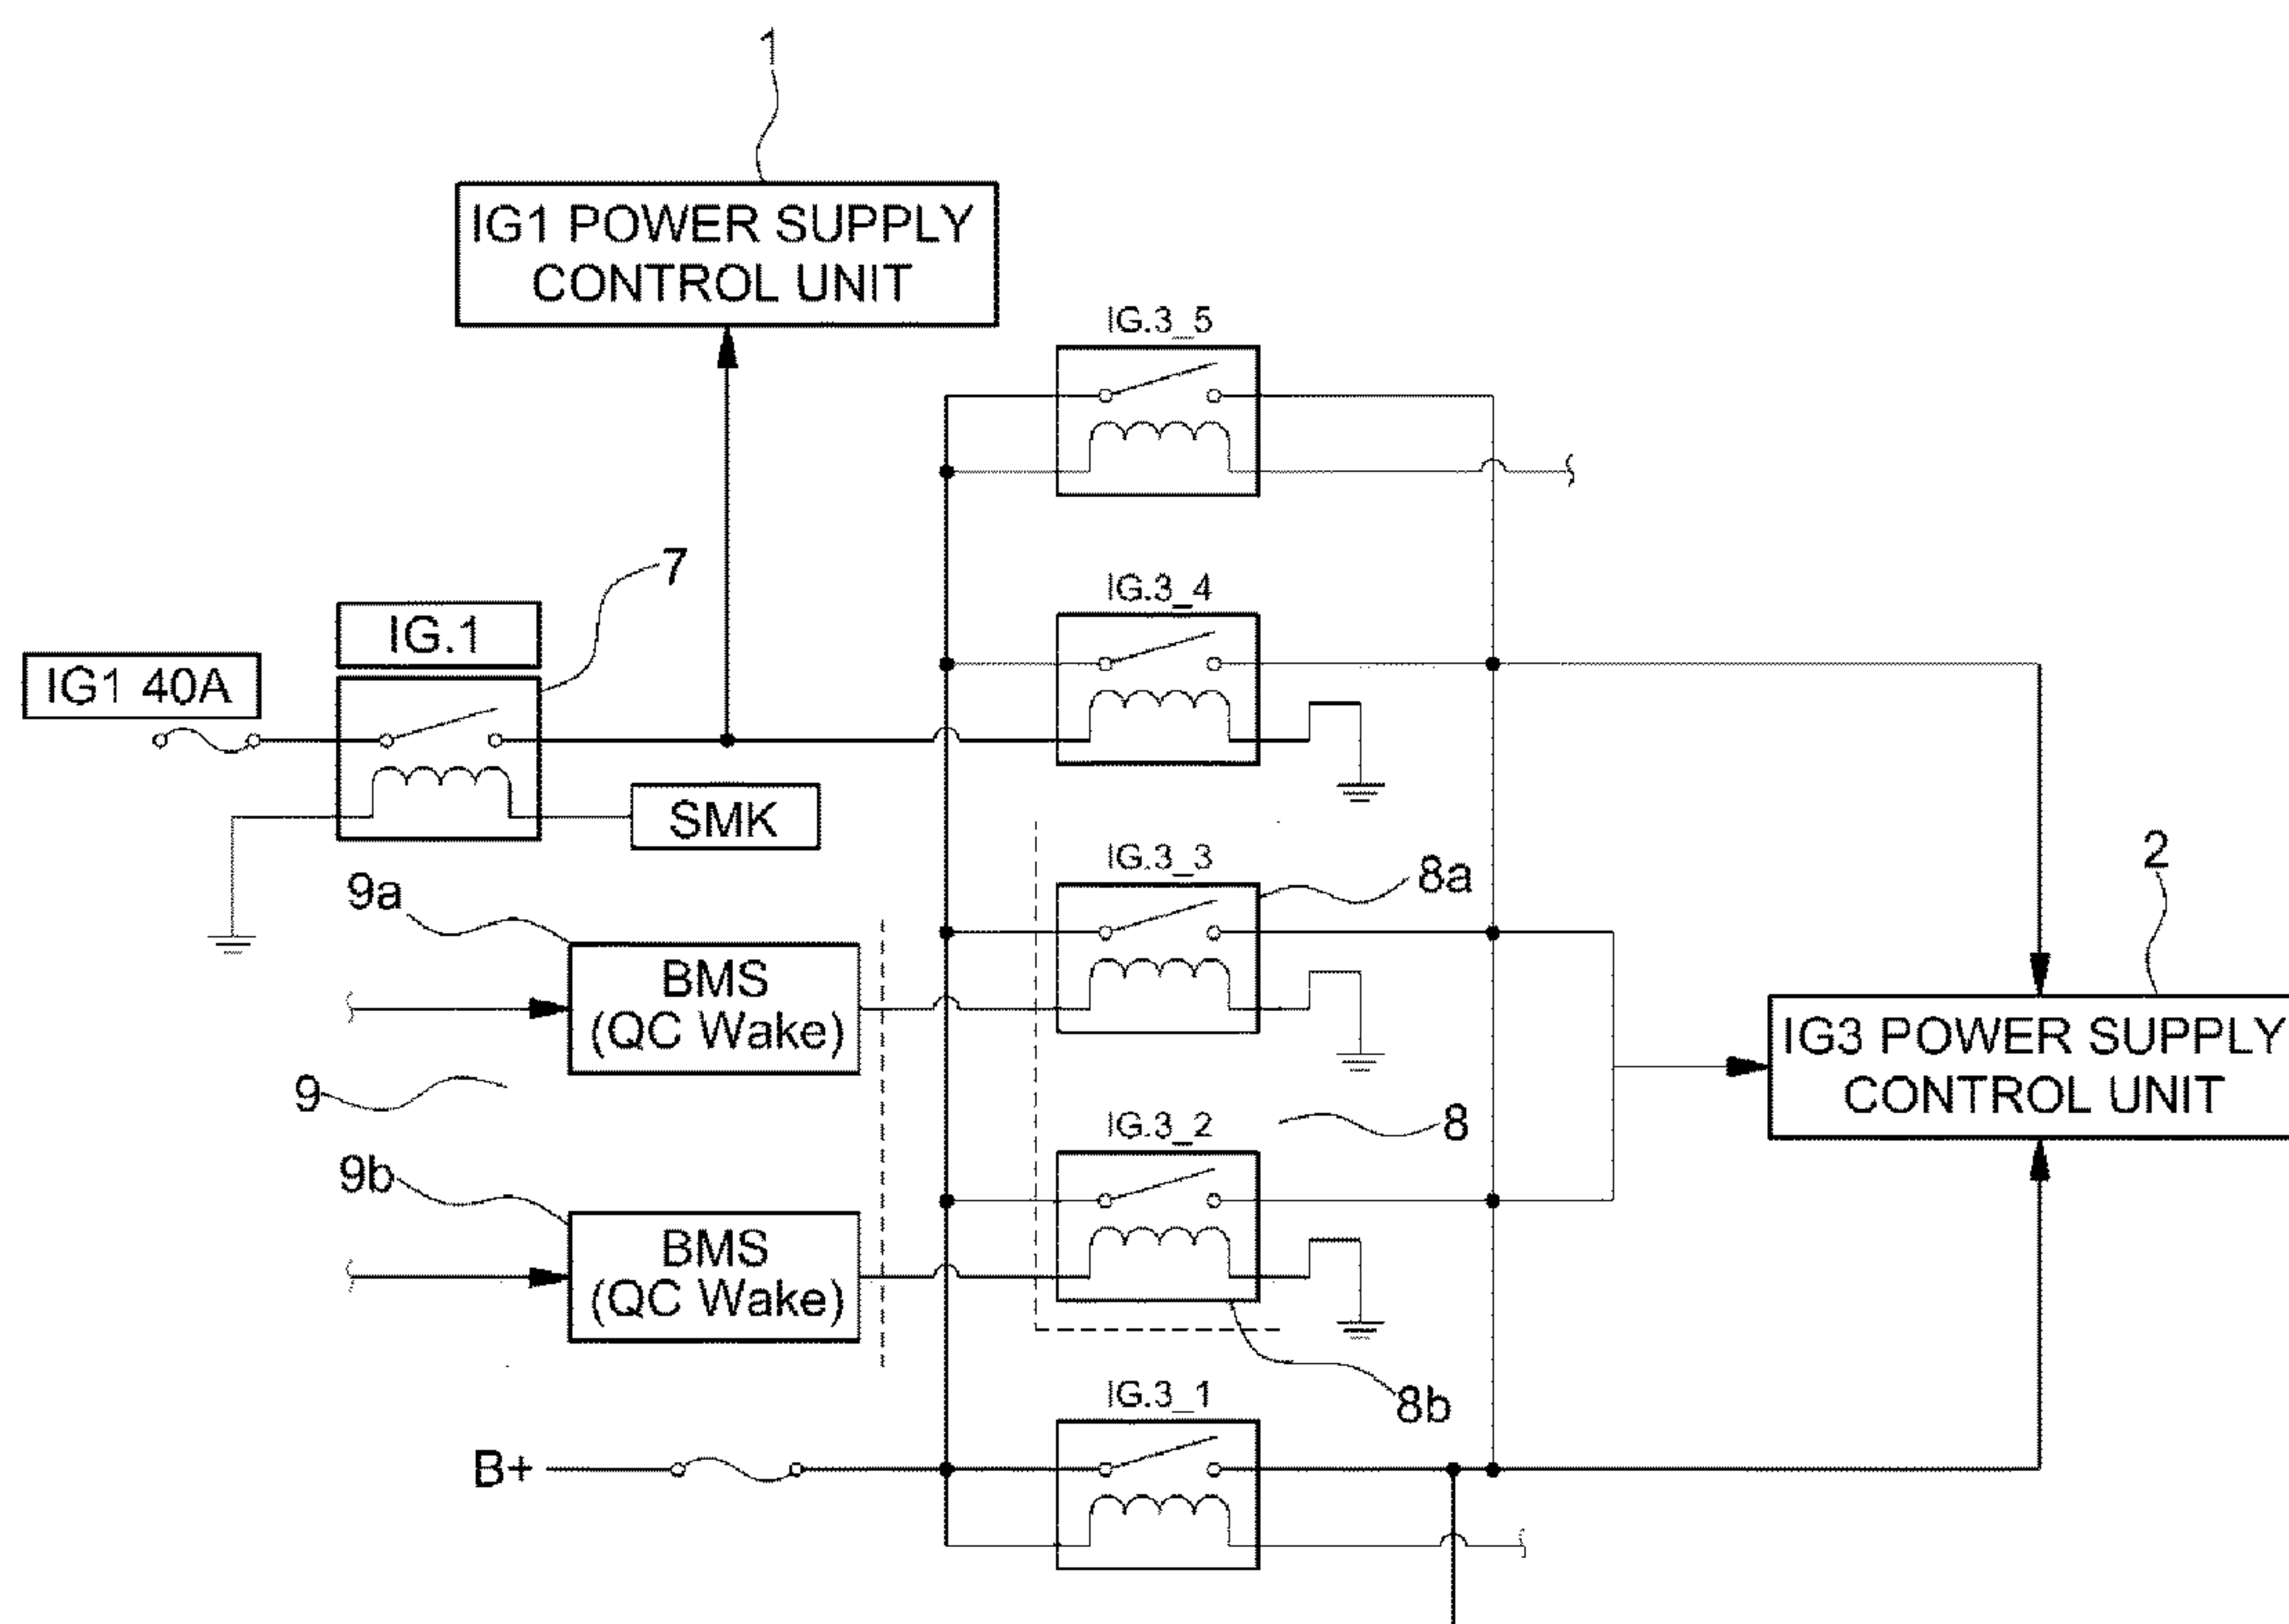 1
IG1 POWER SUPPLY
CONTROL UNIT
IG.3_5
7
IG.3_4
IG.1
IG1 40A
SMK
IG.3_3
8a
2
9a
BMS
(QC Wake)
IG3 POWER SUPPLY
CONTROL UNIT
9
8
IG.3_2
9b
BMS
(QC Wake)
IG.3_1
8b
B+